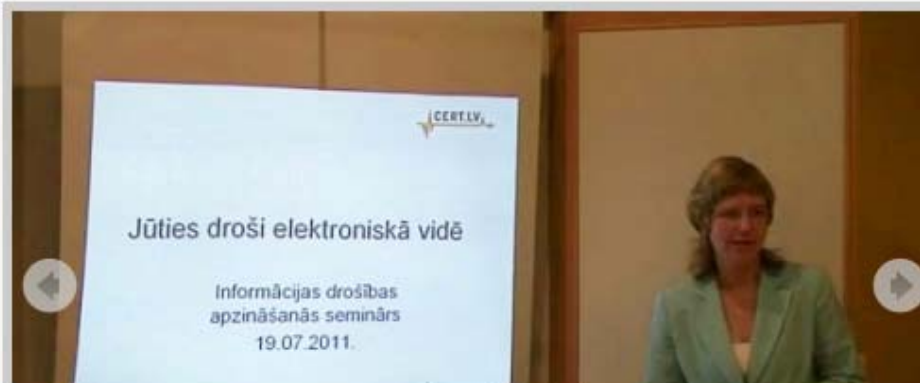 CERT.LV
Jūties droši elektroniskā vidē
Informācijas drošības
apzināšanās seminārs
19.07.2011.